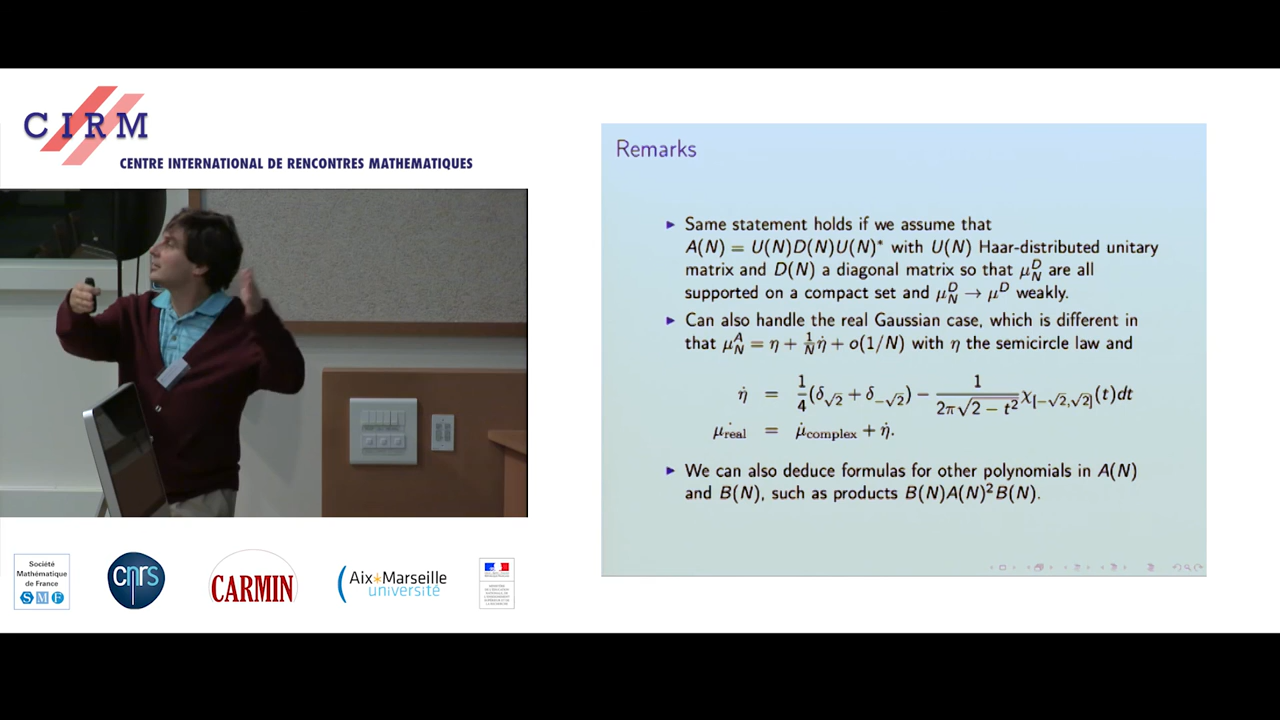 CIRM
CENTRE INTERNATIONAL DE RENCONTRES MATHEMATIQUES
Remarks
Same statement holds if we assume that
A(N) = U(N)D(N)U(N)* with U(N) Haar-distributed unitary
matrix and D(N) a diagonal matrix so that μ_N^D are all
supported on a compact set and μ_N^D → μ^D weakly.
Can also handle the real Gaussian case, which is different in
that μ_N^A = η + 1/N η̇ + o(1/N) with η the semicircle law and
η̇ = 1/4(δ_√2 + δ_-√2) − 1/(2π√(2 − t²)) χ_[-√2,√2](t)dt
μ̇_real = μ̇_complex + η̇.
We can also deduce formulas for other polynomials in A(N)
and B(N), such as products B(N)A(N)²B(N).
Société
Mathématique
de France
SMF
cnrs
CARMIN
Aix*Marseille
université